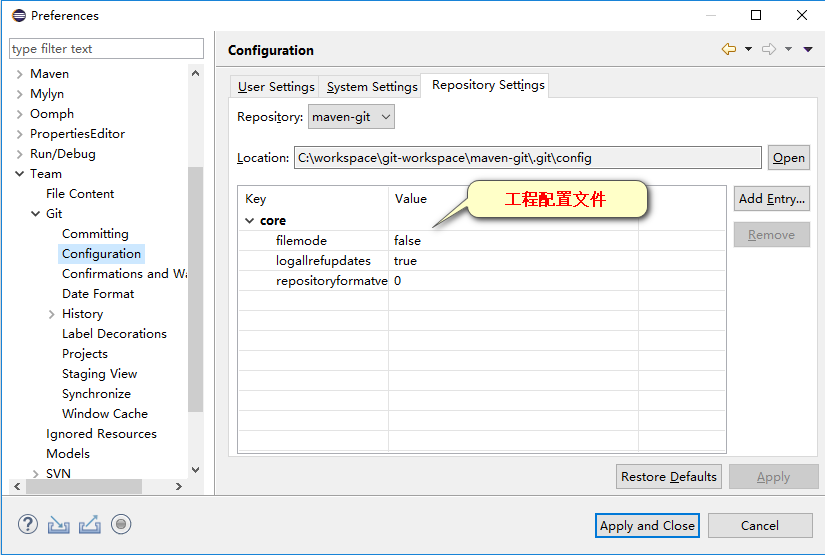 Preferences
type filter text
Maven
Mylyn
Oomph
PropertiesEditor
Run/Debug
Team
File Content
Git
Committing
Configuration
Confirmations and Wa
Date Format
History
Label Decorations
Projects
Staging View
Synchronize
Window Cache
Ignored Resources
Models
SVN
Configuration
User Settings System Settings Repository Settings
Repository: maven-git
Location: C:\workspace\git-workspace\maven-git\.git\config Open
Key Value
工程配置文件
core
filemode false
logallrefupdates true
repositoryformatve 0
Add Entry...
Remove
Restore Defaults Apply
Apply and Close Cancel